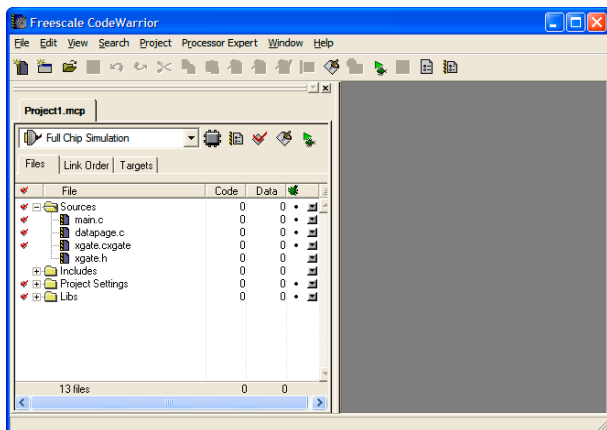 Freescale CodeWarrior
File Edit View Search Project Processor Expert Window Help
Project1.mcp
Full Chip Simulation
Files Link Order Targets
File Code Data
Sources 0 0
main.c 0 0
datapage.c 0 0
xgate.cxgate 0 0
xgate.h 0 0
Includes 0 0
Project Settings 0 0
Libs 0 0
13 files 0 0